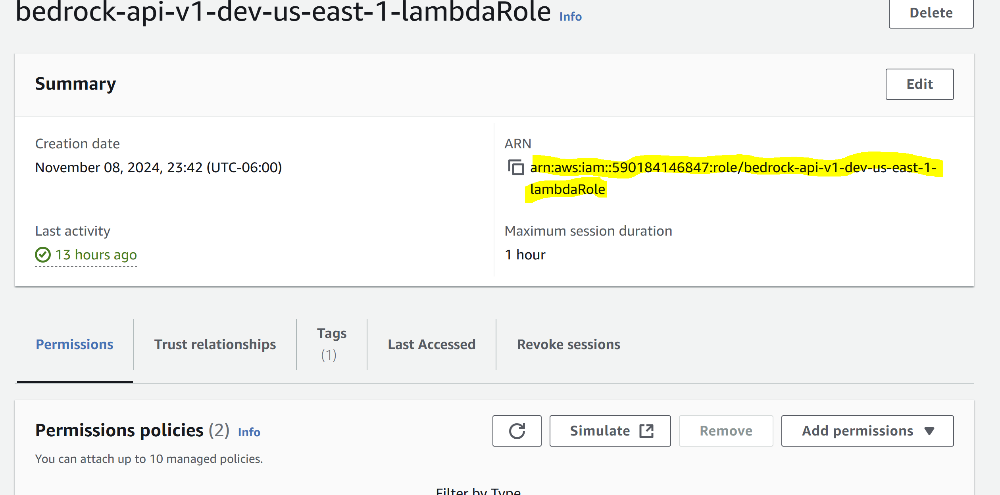 bedrock-api-v1-dev-us-east-1-lambdaRole Info
Delete
Summary
Edit
Creation date
November 08, 2024, 23:42 (UTC-06:00)
ARN
arn:aws:iam::590184146847:role/bedrock-api-v1-dev-us-east-1-
lambdaRole
Last activity
13 hours ago
Maximum session duration
1 hour
Permissions
Trust relationships
Tags
(1)
Last Accessed
Revoke sessions
Permissions policies (2) Info
Simulate
Remove
Add permissions
You can attach up to 10 managed policies.
Filter by Type